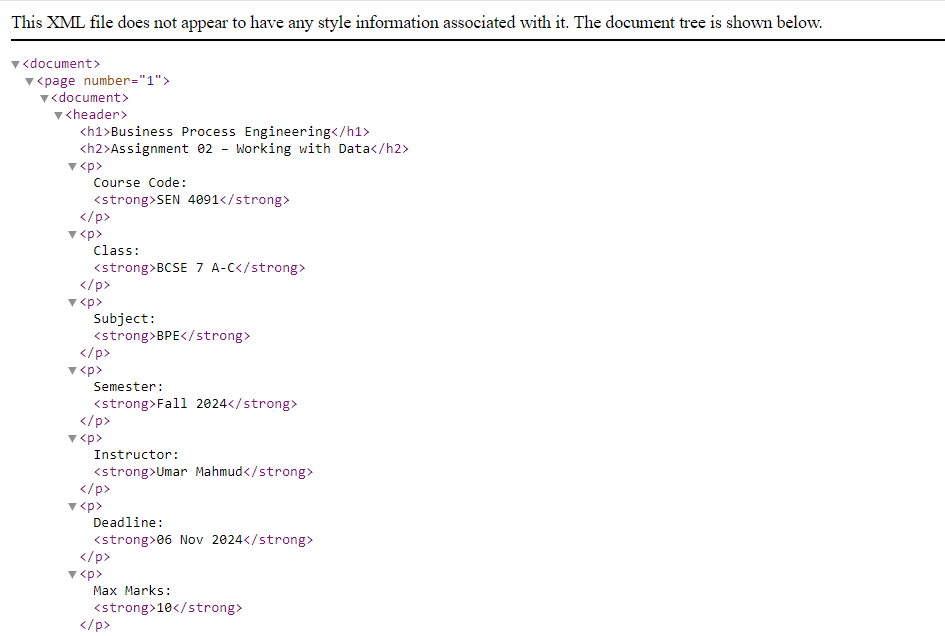 This XML file does not appear to have any style information associated with it. The document tree is shown below.
▼<document>
▼<page number="1">
▼<document>
▼<header>
<h1>Business Process Engineering</h1>
<h2>Assignment 02 – Working with Data</h2>
▼<p>
Course Code:
<strong>SEN 4091</strong>
</p>
▼<p>
Class:
<strong>BCSE 7 A-C</strong>
</p>
▼<p>
Subject:
<strong>BPE</strong>
</p>
▼<p>
Semester:
<strong>Fall 2024</strong>
</p>
▼<p>
Instructor:
<strong>Umar Mahmud</strong>
</p>
▼<p>
Deadline:
<strong>06 Nov 2024</strong>
</p>
▼<p>
Max Marks:
<strong>10</strong>
</p>